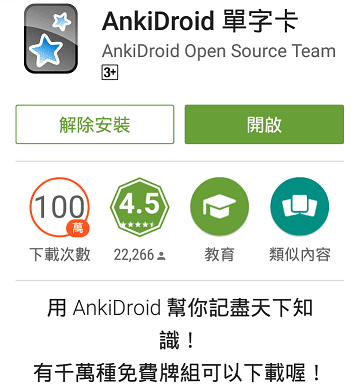 AnkiDroid 單字卡
AnkiDroid Open Source Team
3+
解除安裝
開啟
100
萬
4.5
下載次數
22,266
教育
類似內容
用 AnkiDroid 幫你記盡天下知
識！
有千萬種免費牌組可以下載喔！